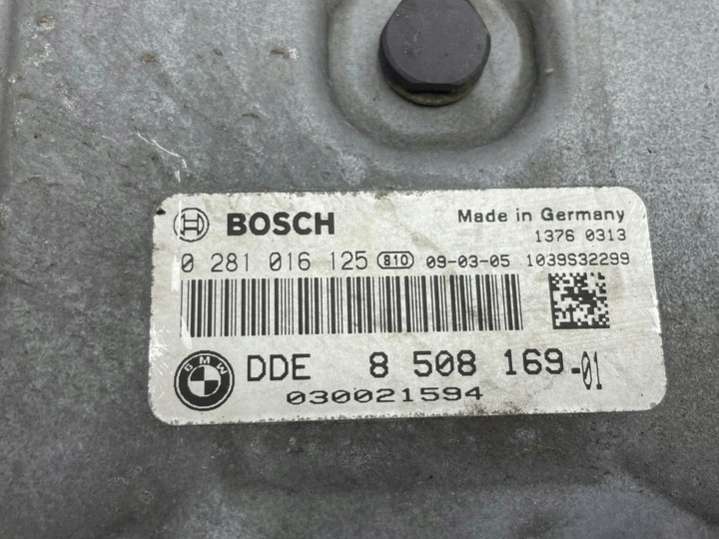 BOSCH Made in Germany
1376 0313
0 281 016 125 810 09-03-05 1039S32299
BMW DDE 8 508 169-01
030021594